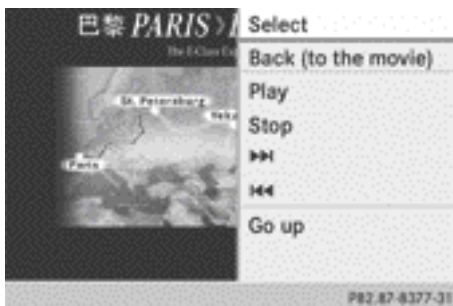 巴黎 PARIS
Select
Back (to the movie)
Play
Stop
Go up
St. Petersburg
Paris
P82.87-8377-31